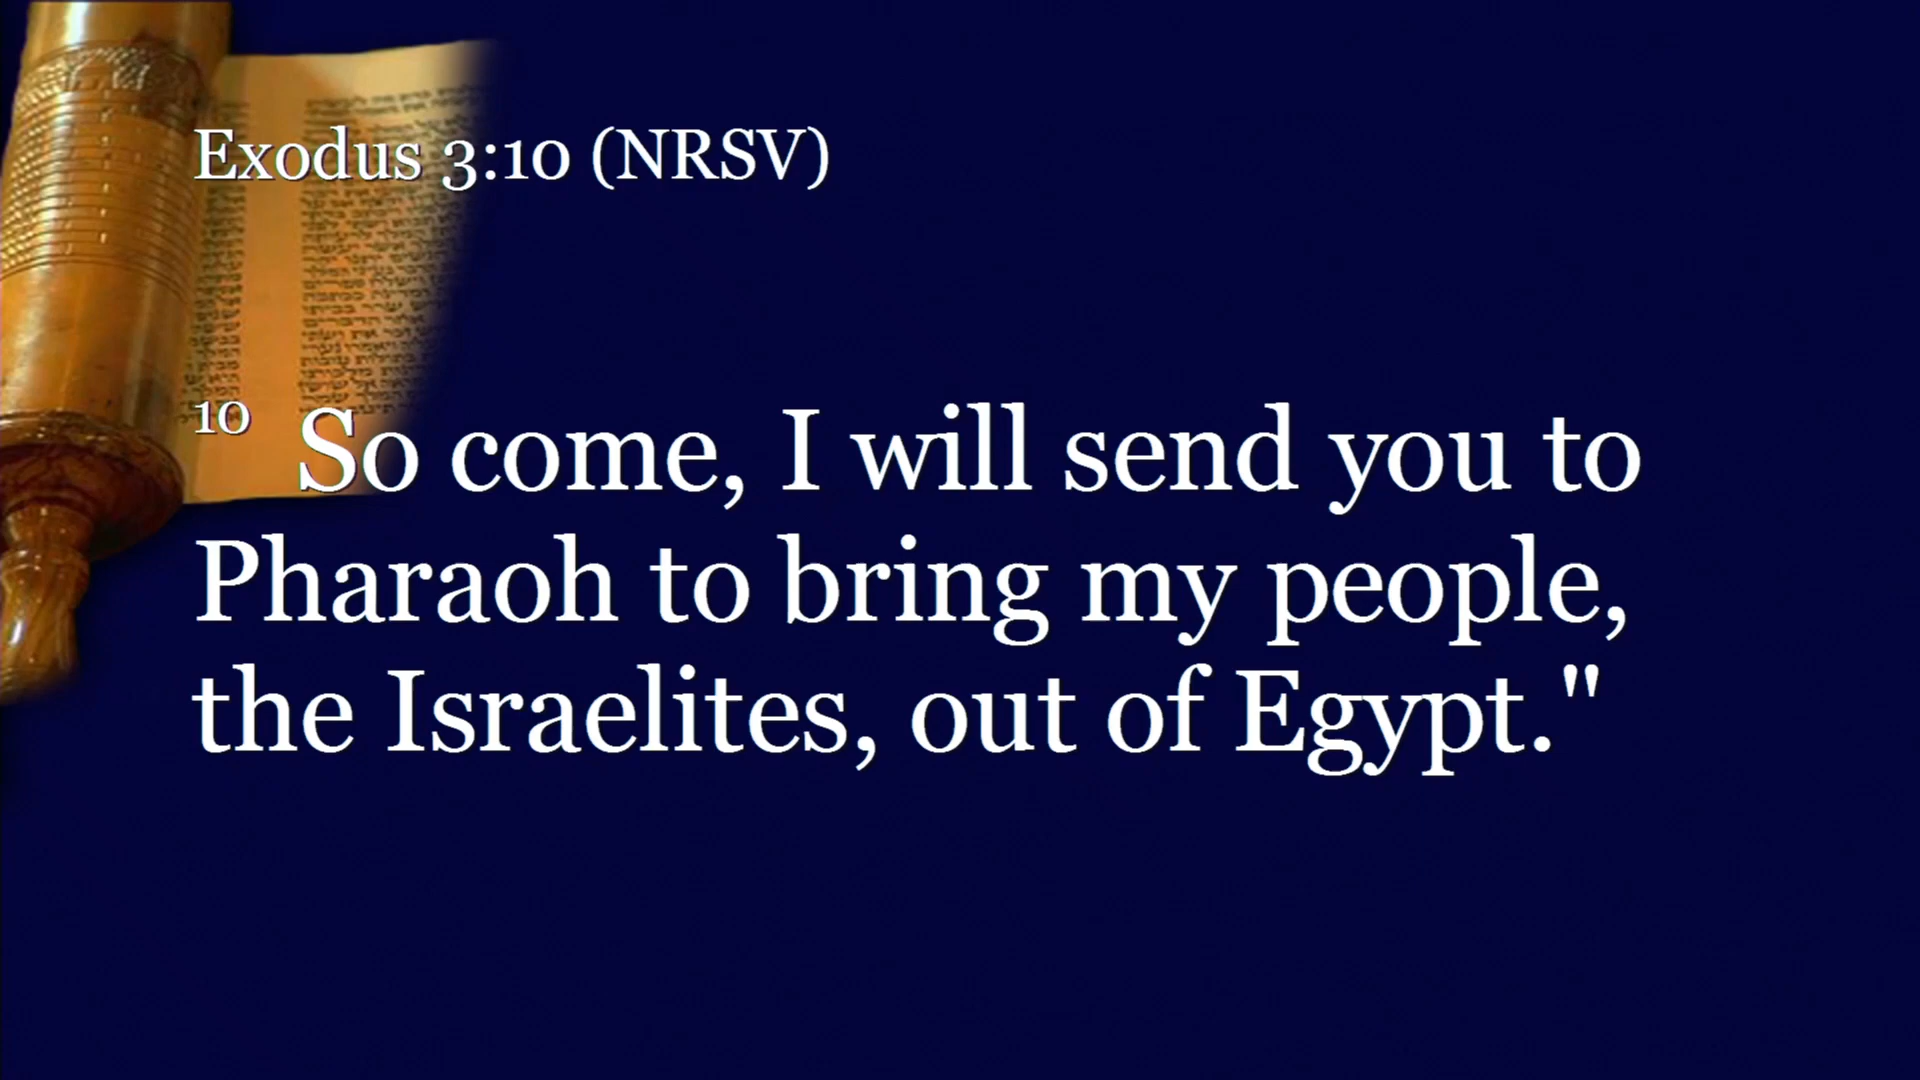 Exodus 3:10 (NRSV)
10 So come, I will send you to
Pharaoh to bring my people,
the Israelites, out of Egypt."